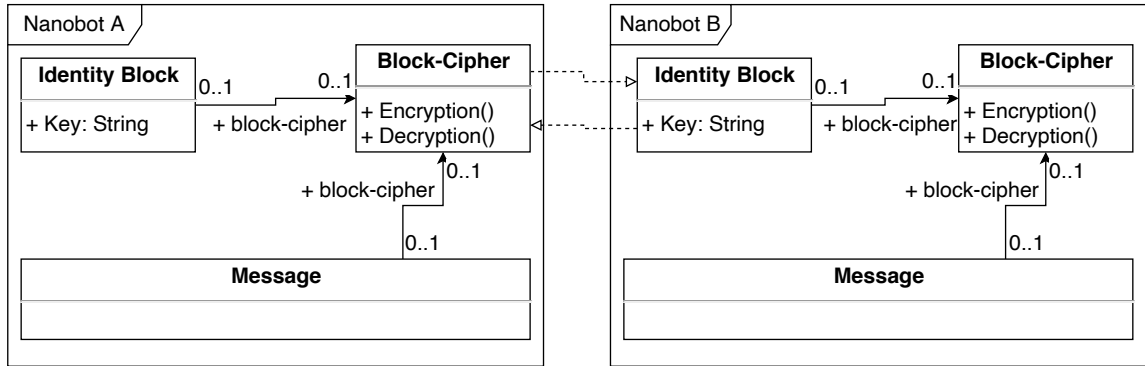 Nanobot A
Identity Block
+ Key: String
0..1
0..1
+ block-cipher
Block-Cipher
+ Encryption()
+ Decryption()
0..1
+ block-cipher
0..1
Message
Nanobot B
Identity Block
+ Key: String
0..1
0..1
+ block-cipher
Block-Cipher
+ Encryption()
+ Decryption()
0..1
+ block-cipher
0..1
Message